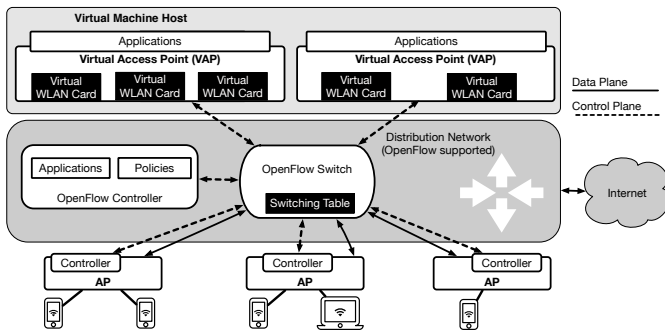 Virtual Machine Host
Applications
Applications
Virtual Access Point (VAP)
Virtual Access Point (VAP)
Virtual
WLAN Card
Virtual
WLAN Card
Virtual
WLAN Card
Virtual
WLAN Card
Virtual
WLAN Card
Data Plane
Control Plane
Distribution Network
(OpenFlow supported)
Applications
Policies
OpenFlow Controller
OpenFlow Switch
Switching Table
Internet
Controller
AP
Controller
AP
Controller
AP